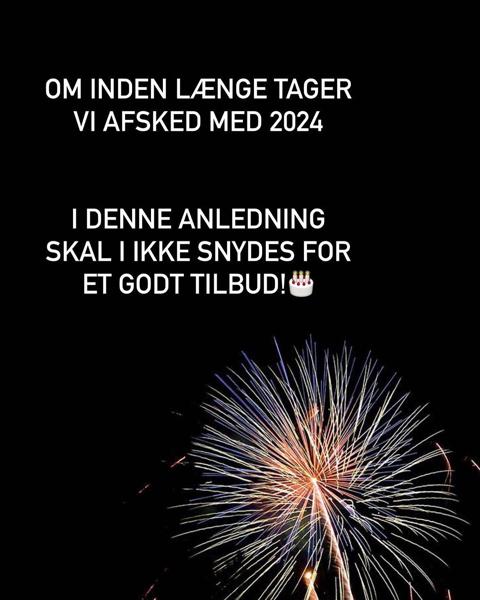 OM INDEN LÆNGE TAGER
VI AFSKED MED 2024
I DENNE ANLEDNING
SKAL I IKKE SNYDES FOR
ET GODT TILBUD!🎂